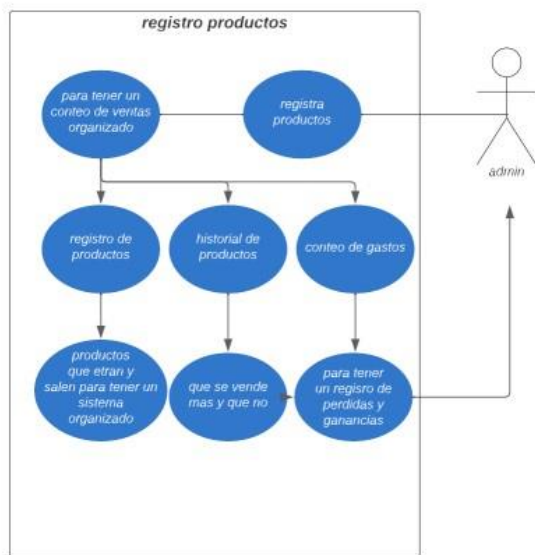 registro productos
para tener un
conteo de ventas
organizado
registra
productos
admin
registro de
productos
historial de
productos
conteo de gastos
productos
que etran y
salen para tener un
sistema
organizado
que se vende
mas y que no
para tener
un regisro de
perdidas y
ganancias